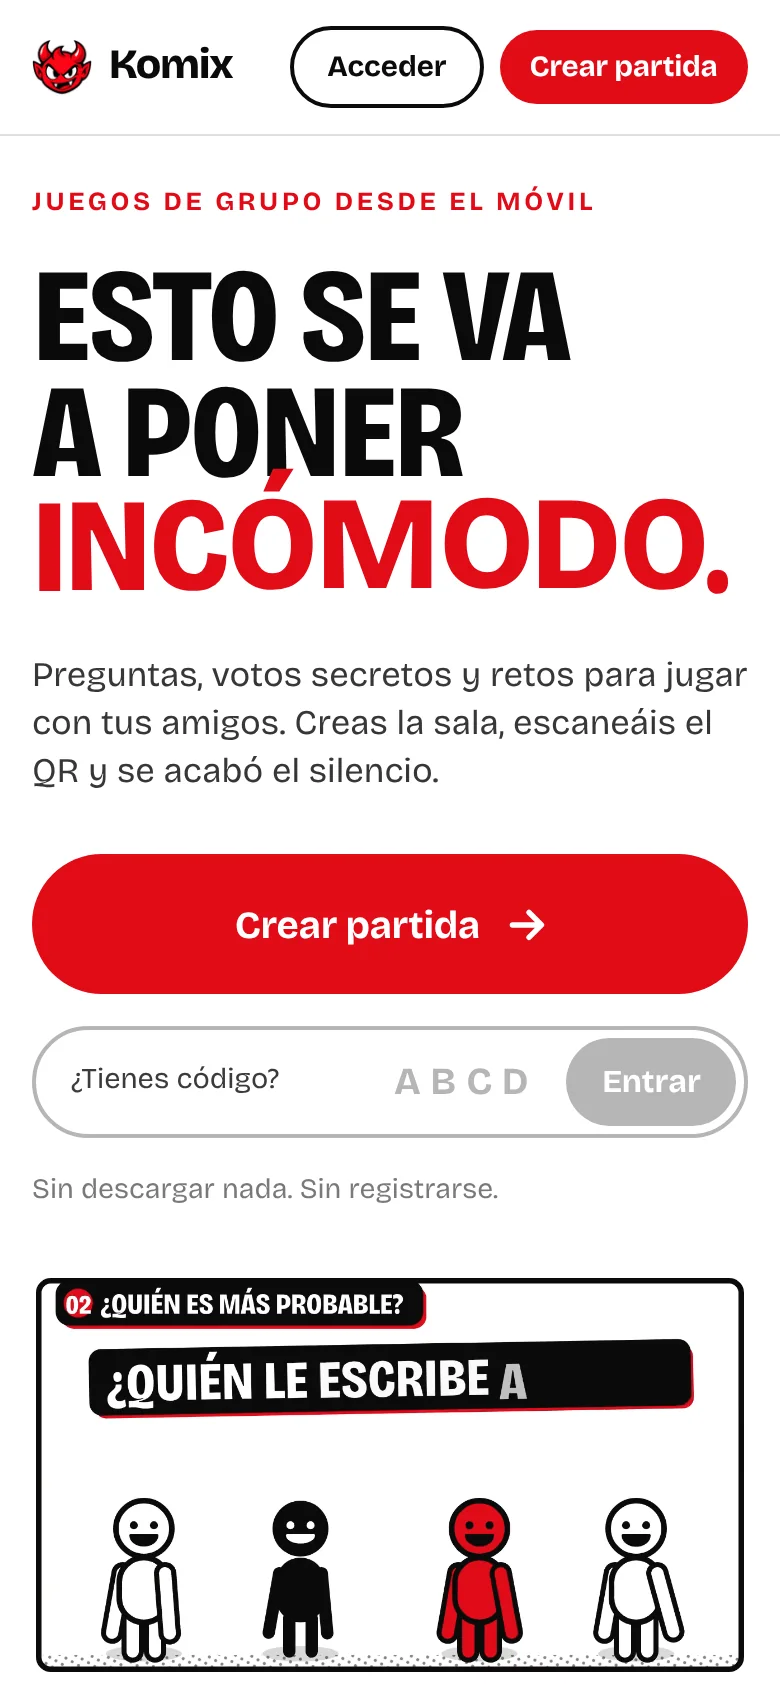 Komix
Acceder
Crear partida
JUEGOS DE GRUPO DESDE EL MÓVIL
ESTO SE VA
A PONER
INCÓMODO.
Preguntas, votos secretos y retos para jugar
con tus amigos. Creas la sala, escaneáis el
QR y se acabó el silencio.
Crear partida →
¿Tienes código?
ABCD
Entrar
Sin descargar nada. Sin registrarse.
02 ¿QUIÉN ES MÁS PROBABLE?
¿QUIÉN LE ESCRIBE A